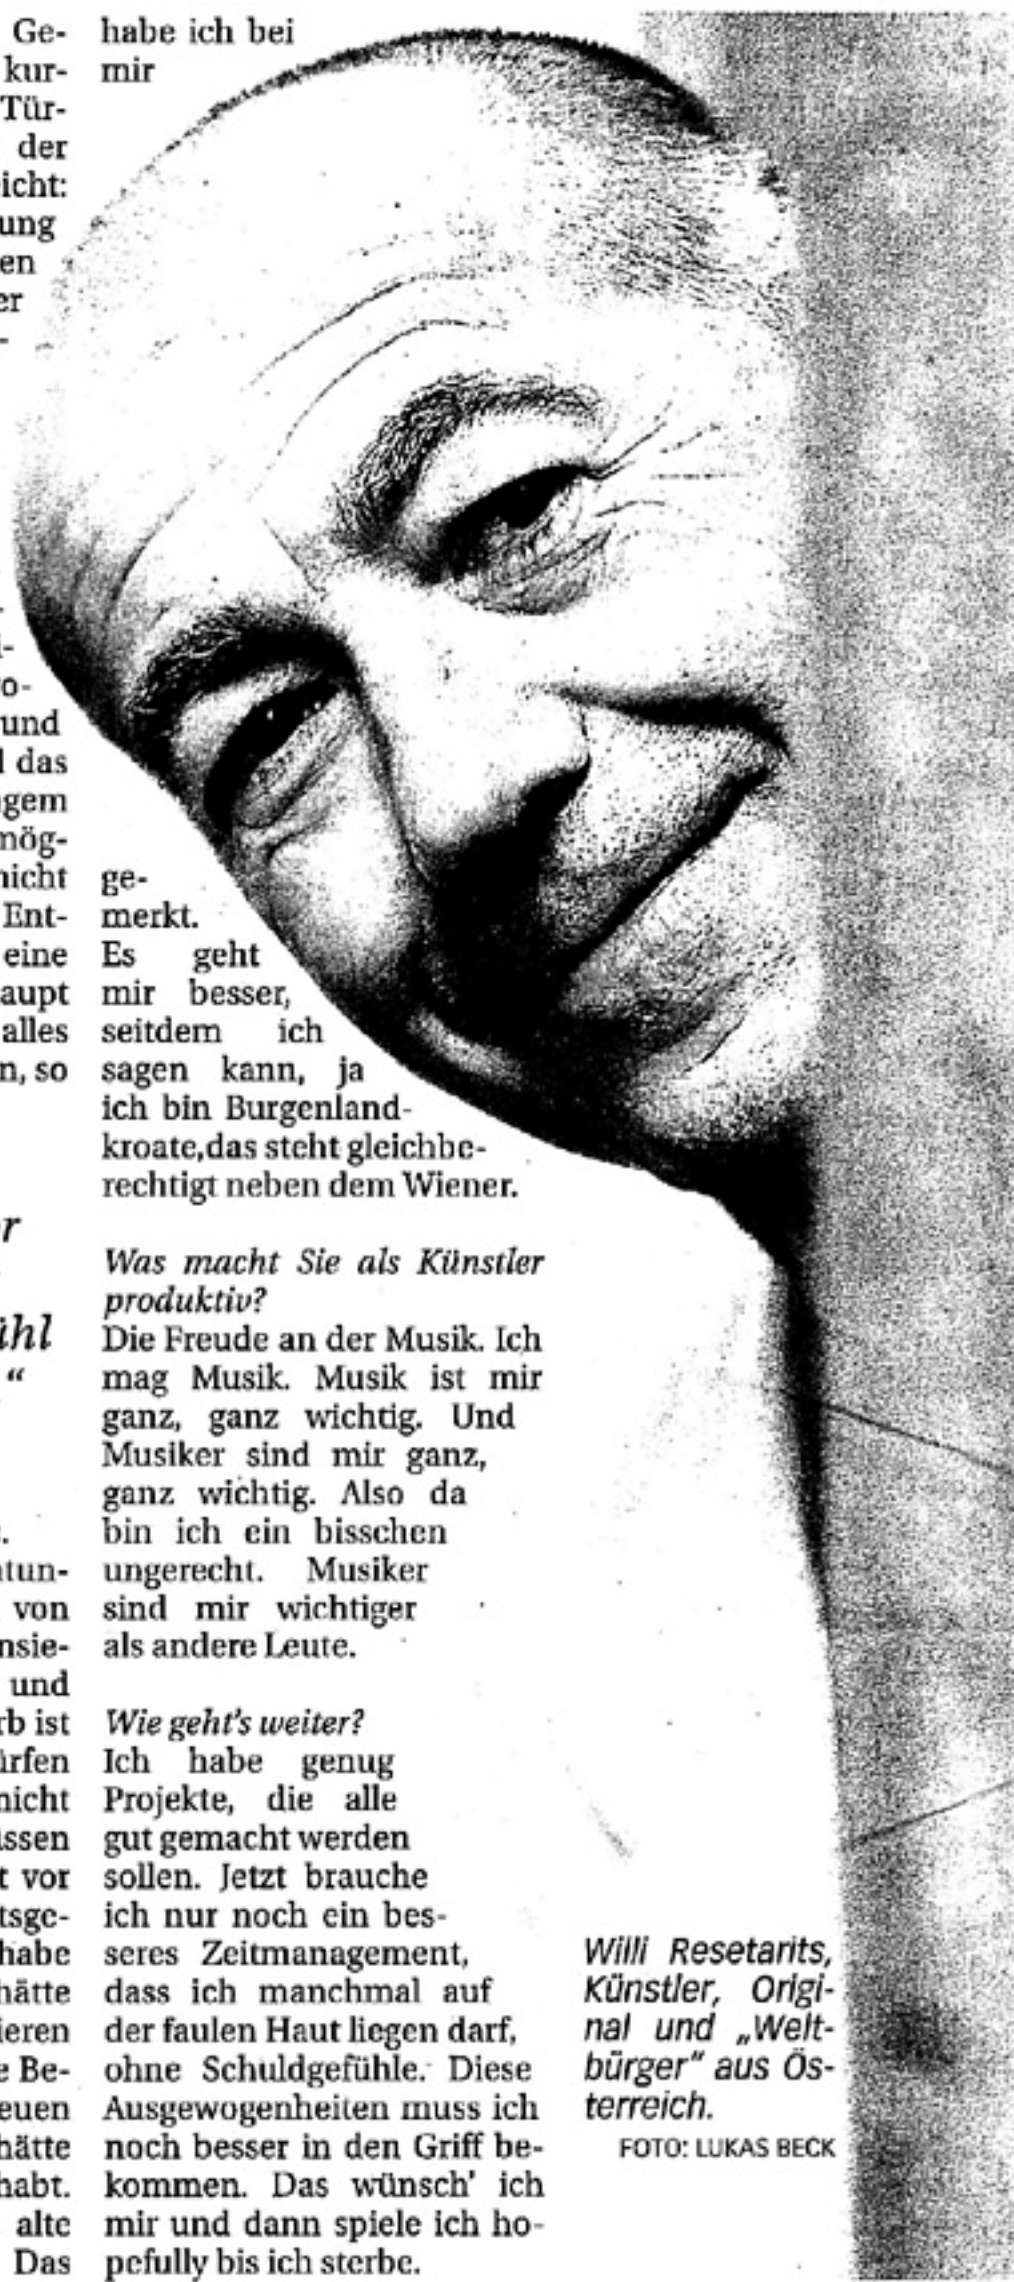 Ge-
kur-
Tür-
der
icht:
ung
en
er
-
i-
o-
und
das
gem
mög-
nicht
Ent-
eine
aupt
alles
n, so
r
ühl
“
.
tun-
von
nsie-
und
rb ist
ürfen
nicht
issen
t vor
tsge-
habe
hätte
ieren
e Be-
euen
hätte
habt.
alte
Das
habe ich bei
mir
ge-
merkt.
Es geht
mir besser,
seitdem ich
sagen kann, ja
ich bin Burgenland-
kroate,das steht gleichbe-
rechtigt neben dem Wiener.
Was macht Sie als Künstler
produktiv?
Die Freude an der Musik. Ich
mag Musik. Musik ist mir
ganz, ganz wichtig. Und
Musiker sind mir ganz,
ganz wichtig. Also da
bin ich ein bisschen
ungerecht. Musiker
sind mir wichtiger
als andere Leute.
Wie geht's weiter?
Ich habe genug
Projekte, die alle
gut gemacht werden
sollen. Jetzt brauche
ich nur noch ein bes-
seres Zeitmanagement,
dass ich manchmal auf
der faulen Haut liegen darf,
ohne Schuldgefühle. Diese
Ausgewogenheiten muss ich
noch besser in den Griff be-
kommen. Das wünsch' ich
mir und dann spiele ich ho-
pefully bis ich sterbe.
Willi Resetarits,
Künstler, Origi-
nal und „Welt-
bürger“ aus Ös-
terreich.
FOTO: LUKAS BECK